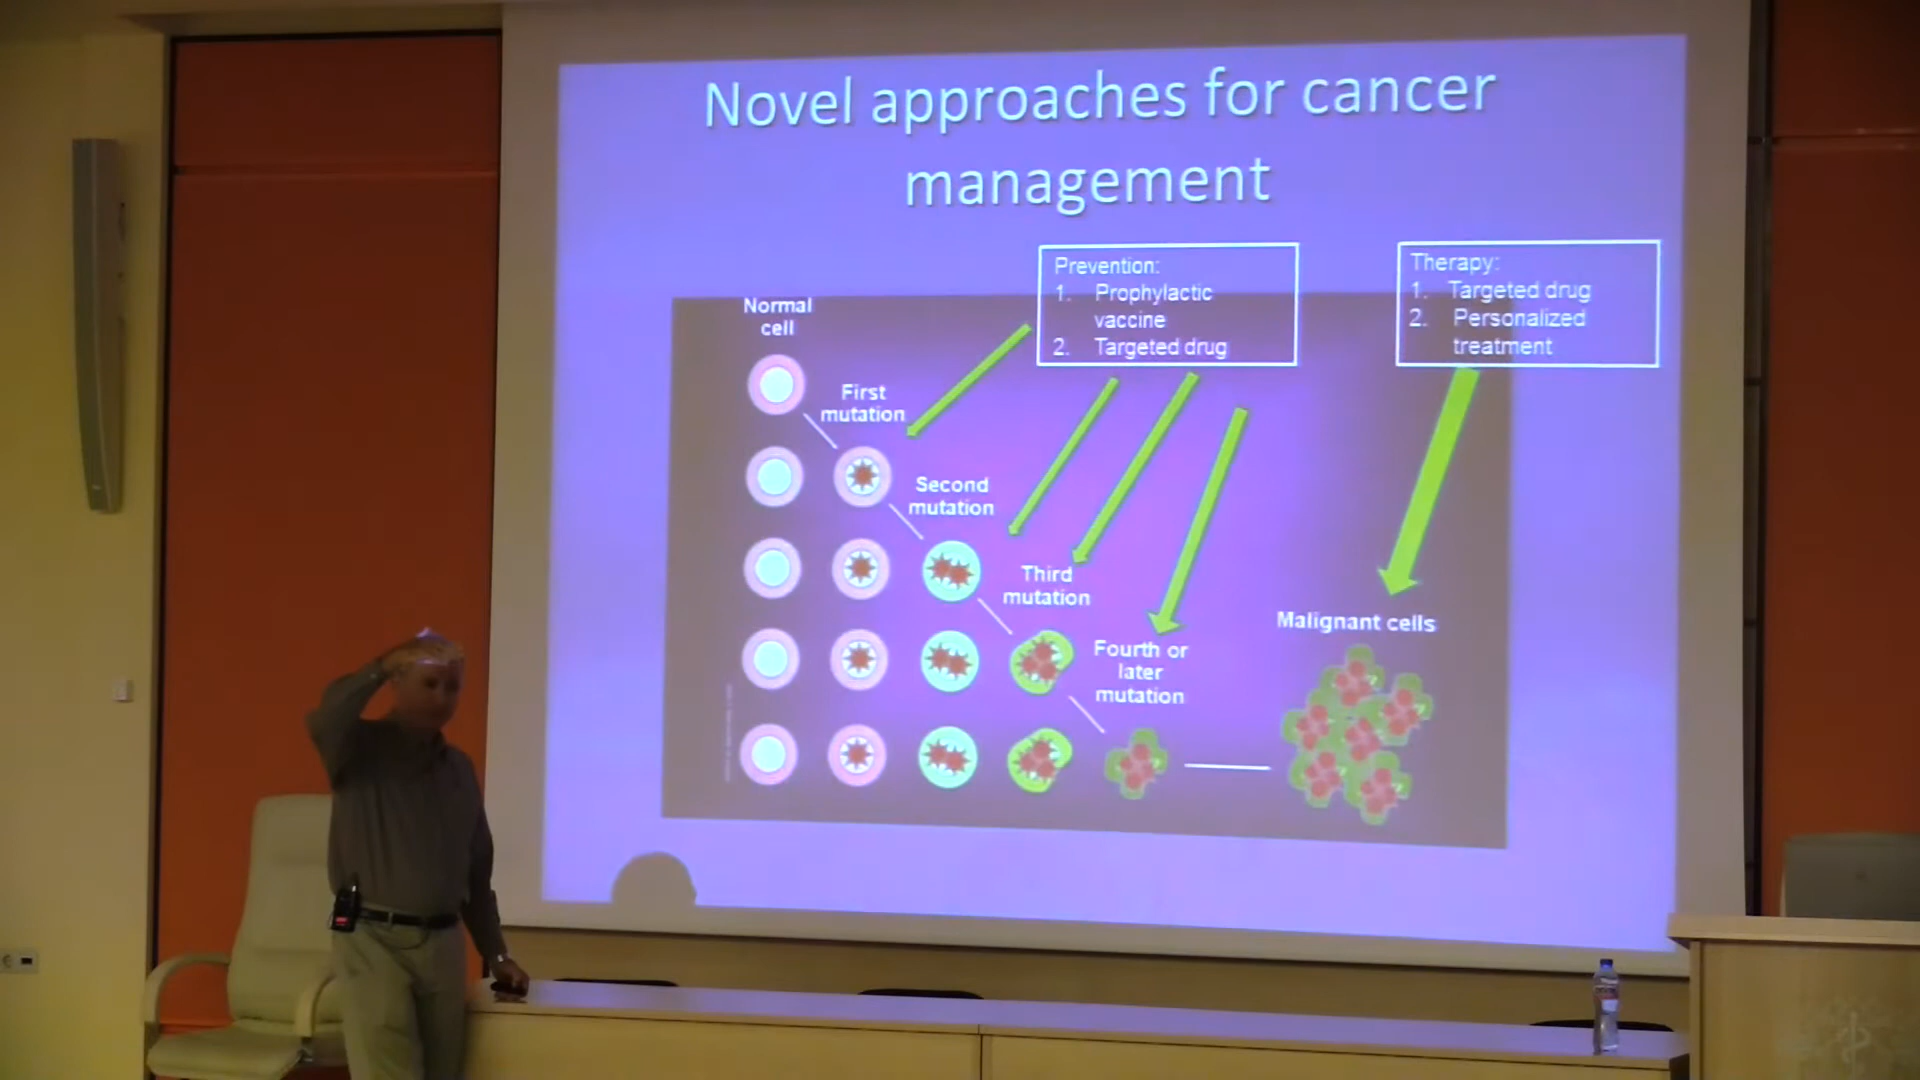 Novel approaches for cancer
management
Prevention:
1. Prophylactic
vaccine
2. Targeted drug
Therapy:
1. Targeted drug
2. Personalized
treatment
Normal
cell
First
mutation
Second
mutation
Third
mutation
Fourth or
later
mutation
Malignant cells